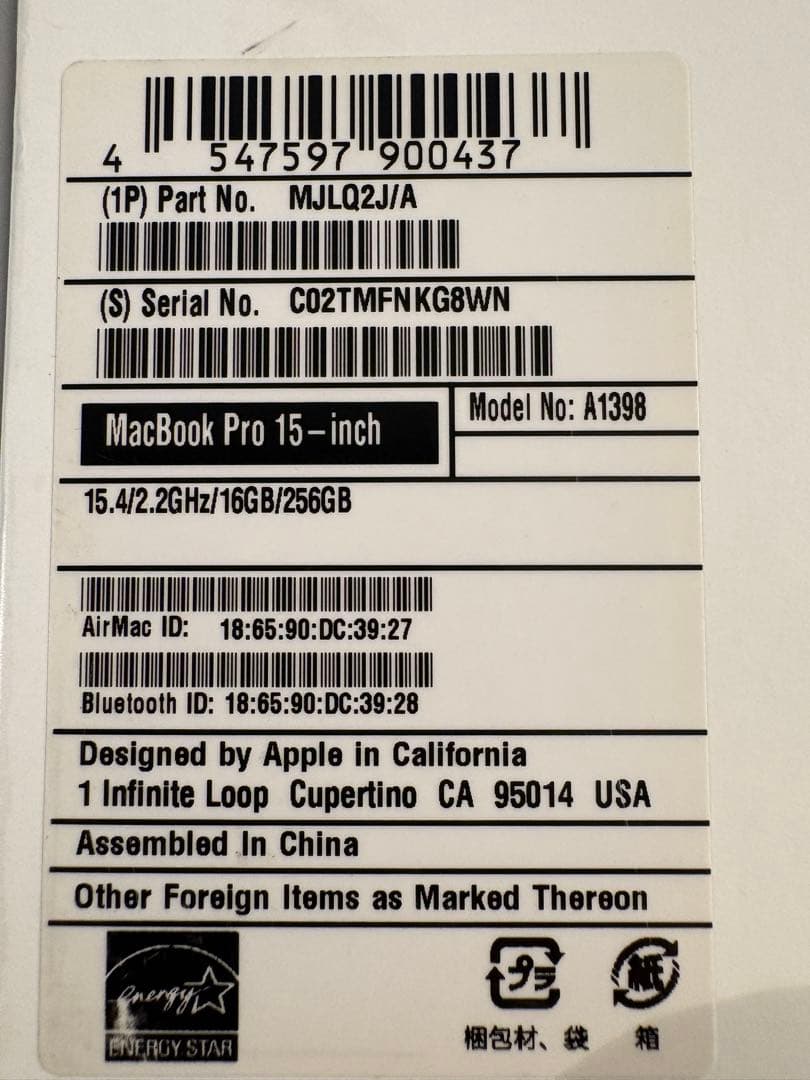 4 547597 900437
(1P) Part No. MJLQ2J/A
(S) Serial No. C02TMFNKG8WN
MacBook Pro 15-inch
Model No: A1398
15.4/2.2GHz/16GB/256GB
AirMac ID: 18:65:90:DC:39:27
Bluetooth ID: 18:65:90:DC:39:28
Designed by Apple in California
1 Infinite Loop Cupertino CA 95014 USA
Assembled In China
Other Foreign Items as Marked Thereon
energy
ENERGY STAR
プラ
紙
梱包材、袋
箱